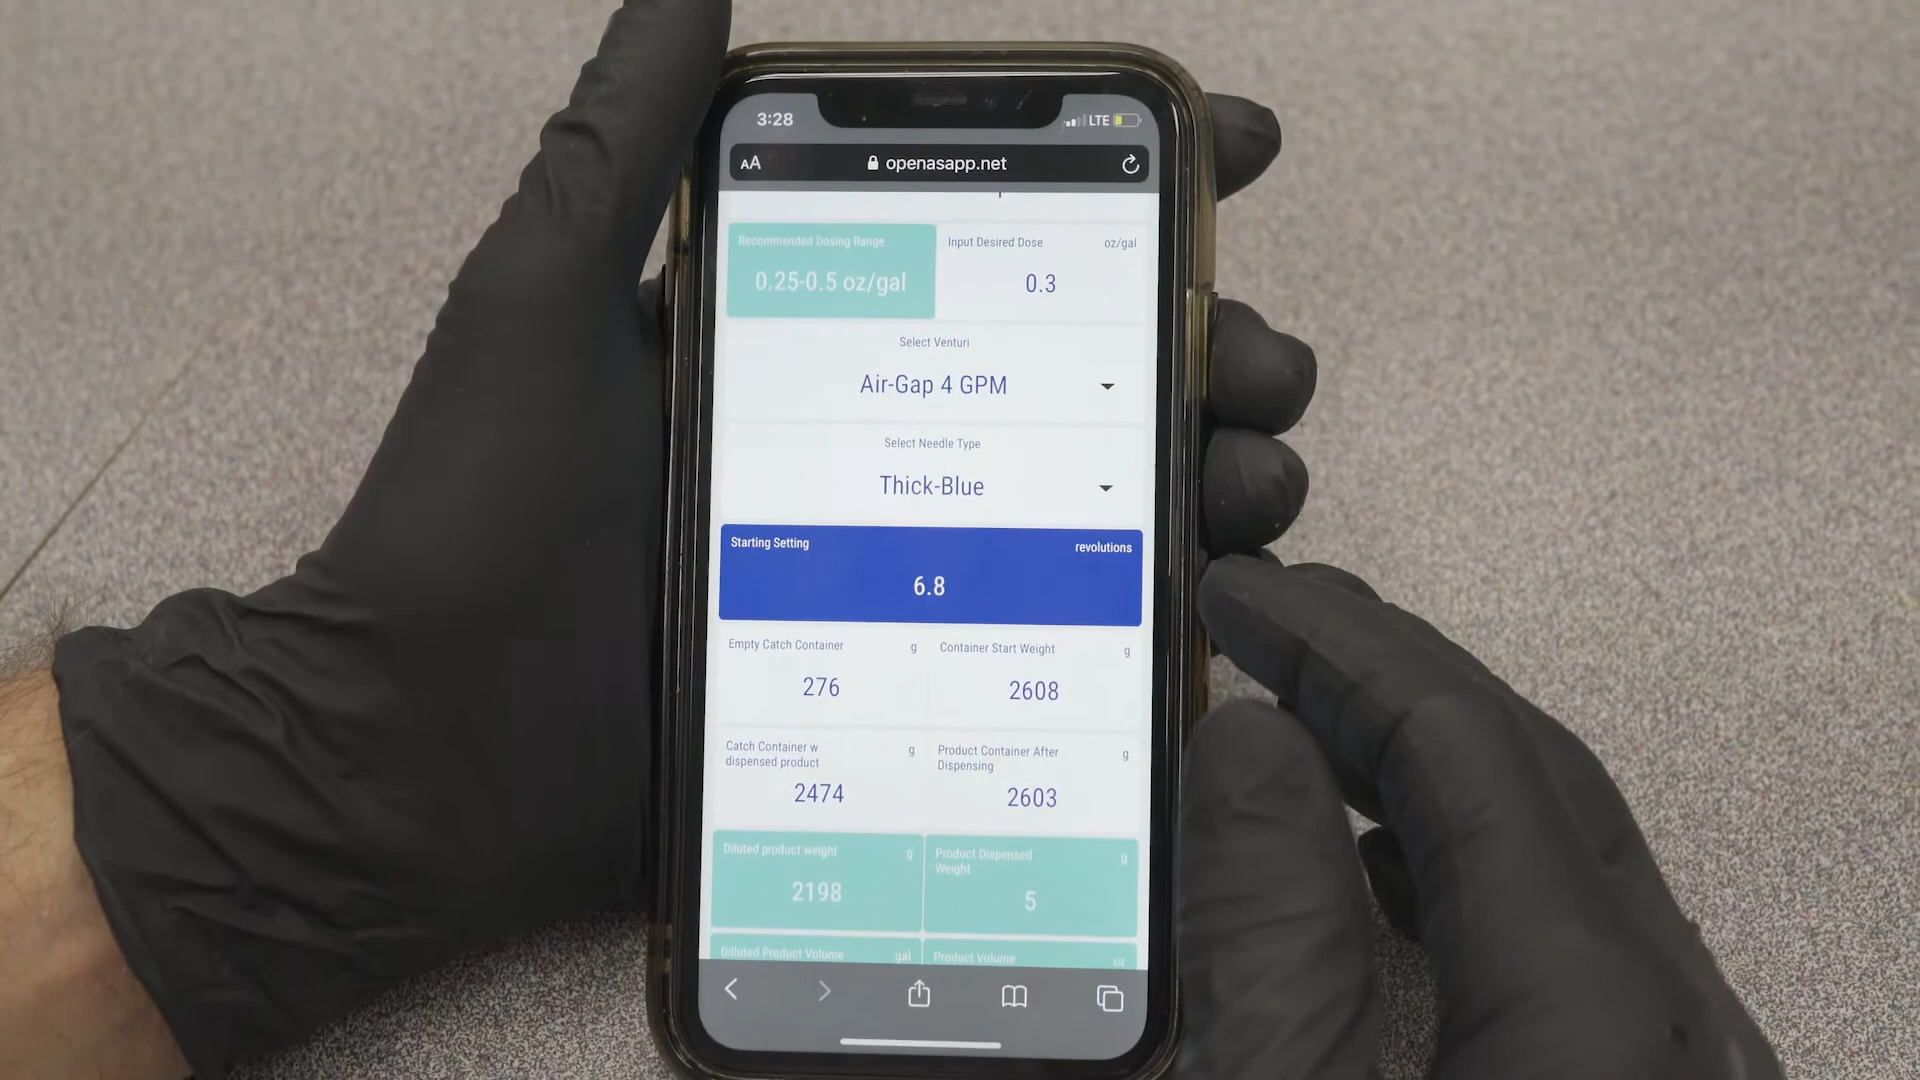 3:28
LTE
AA
openasapp.net
Recommended Dosing Range
0.25-0.5 oz/gal
Input Desired Dose
oz/gal
0.3
Select Venturi
Air-Gap 4 GPM
Select Needle Type
Thick-Blue
Starting Setting
revolutions
6.8
Empty Catch Container
g
276
Container Start Weight
g
2608
Catch Container w
dispensed product
g
2474
Product Container After
Dispensing
g
2603
Diluted product weight
g
2198
Product Dispensed
Weight
g
5
Dilluted Product Volume
gal
Product Volume
oz